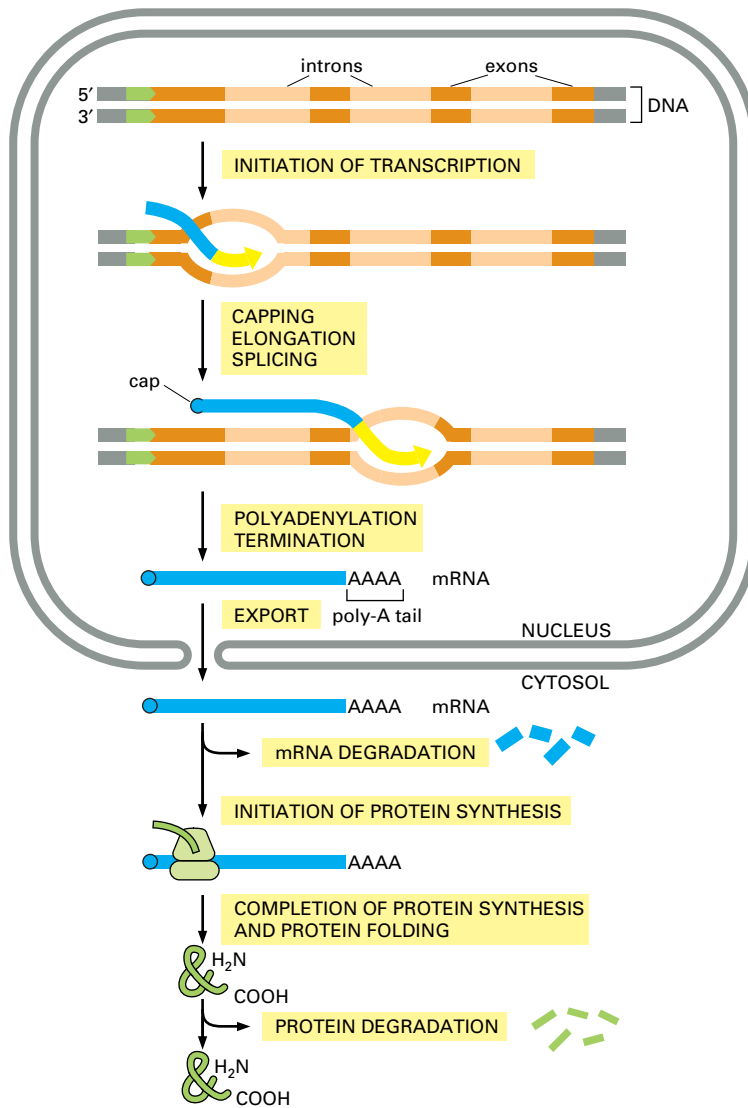 introns exons
5′
3′
DNA
INITIATION OF TRANSCRIPTION
CAPPING
ELONGATION
SPLICING
cap
POLYADENYLATION
TERMINATION
AAAA mRNA
EXPORT poly-A tail
NUCLEUS
CYTOSOL
AAAA mRNA
mRNA DEGRADATION
INITIATION OF PROTEIN SYNTHESIS
AAAA
COMPLETION OF PROTEIN SYNTHESIS
AND PROTEIN FOLDING
H₂N
COOH
PROTEIN DEGRADATION
H₂N
COOH